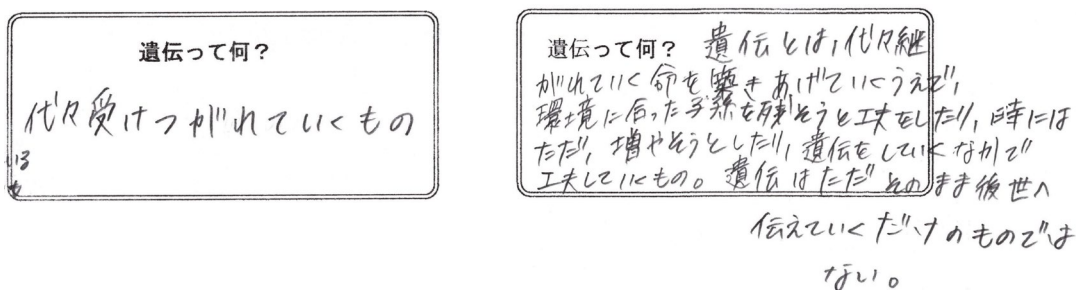 遺伝って何？
代々受けつがれていくもの
いろ
遺伝って何？ 遺伝とは、代々継
がれていく命を築きあげていくうえで、
環境に合った子孫を残そうと工夫をしたり、時には
ただ、増やそうとしたり、遺伝をしていくなかで
工夫していくもの。遺伝はただそのまま後世へ
伝えていくだけのものでは
ない。